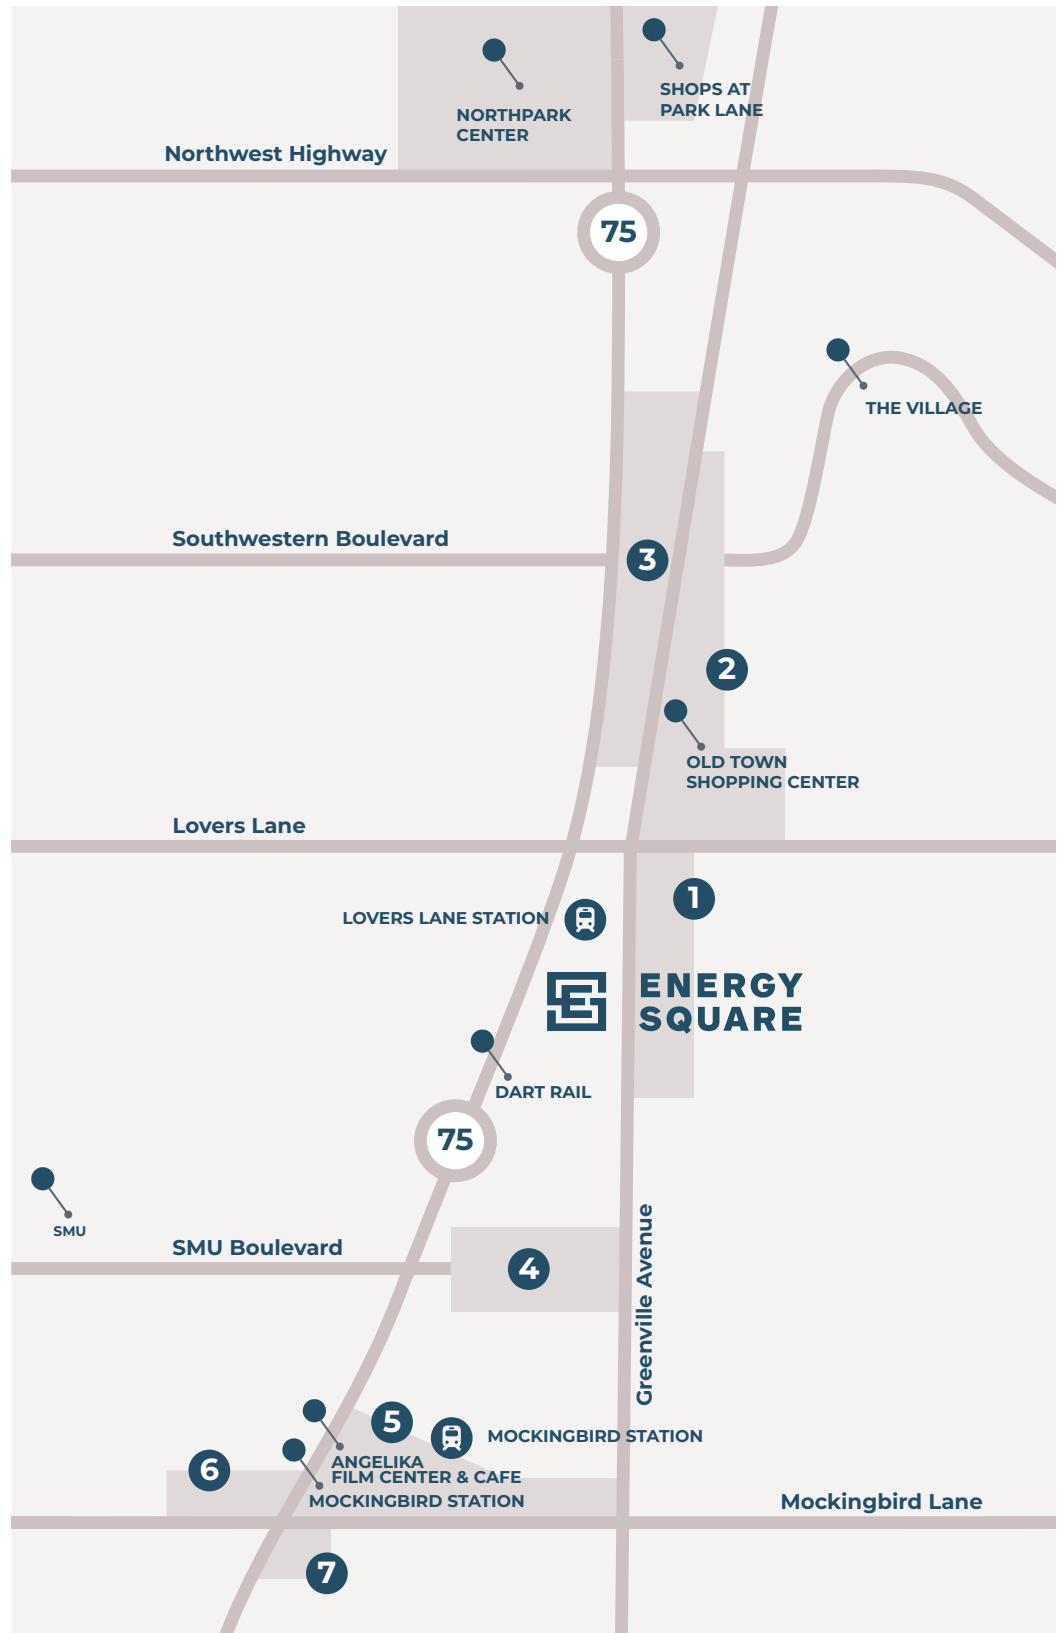 SHOPS AT
PARK LANE
NORTHPARK
CENTER
Northwest Highway
75
THE VILLAGE
Southwestern Boulevard
3
2
OLD TOWN
SHOPPING CENTER
Lovers Lane
1
LOVERS LANE STATION
ENERGY
SQUARE
DART RAIL
75
SMU
SMU Boulevard
4
Greenville Avenue
5
MOCKINGBIRD STATION
6
ANGELIKA
FILM CENTER & CAFE
MOCKINGBIRD STATION
Mockingbird Lane
7